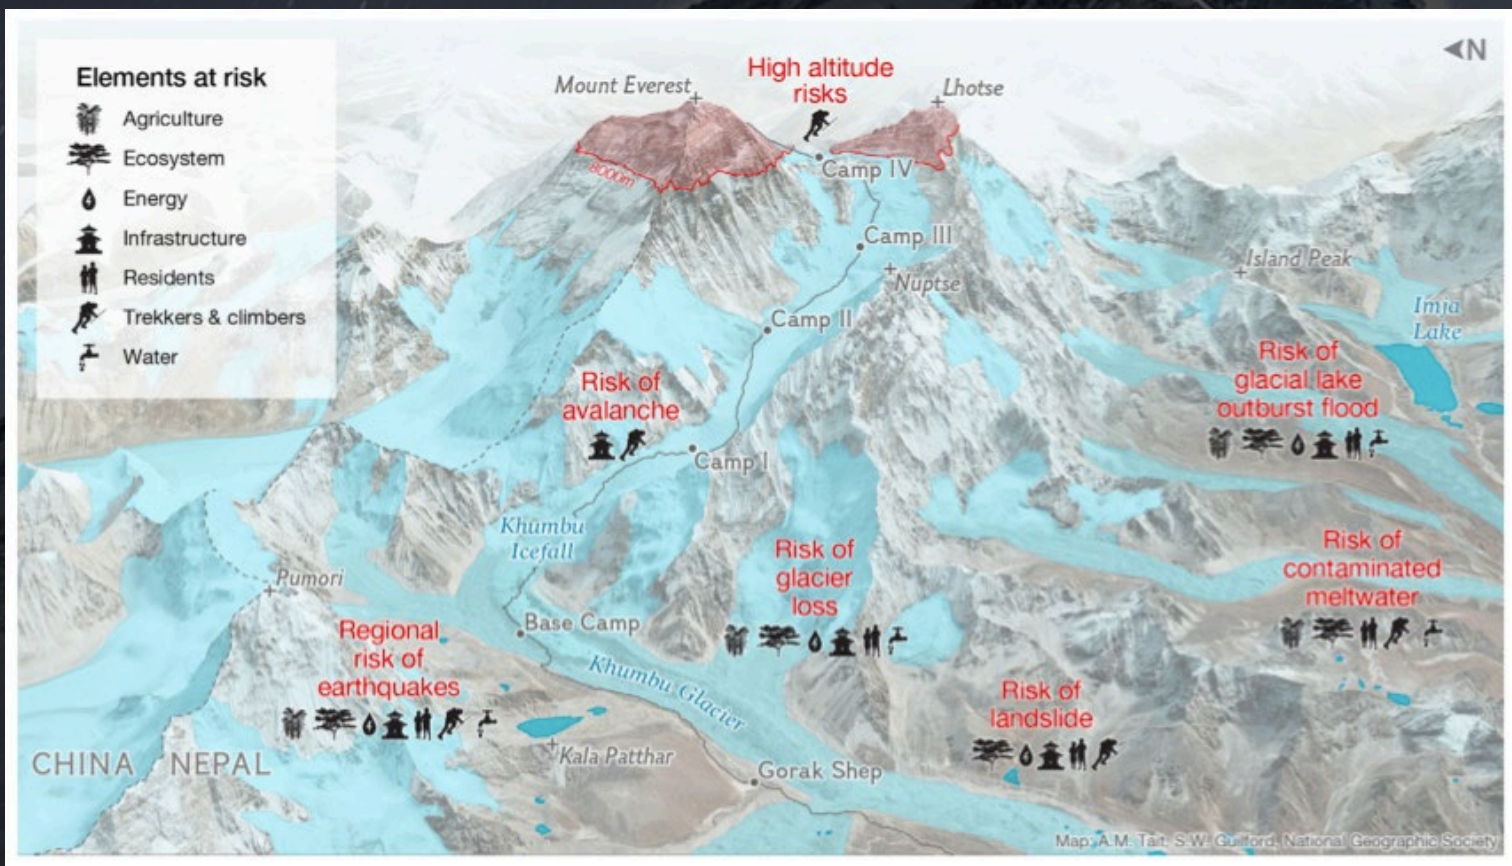 Elements at risk
Agriculture
Ecosystem
Energy
Infrastructure
Residents
Trekkers & climbers
Water
N
Mount Everest
High altitude
risks
Lhotse
8000m
Camp IV
Camp III
Nuptse
Island Peak
Imja
Lake
Camp II
Risk of
glacial lake
outburst flood
Risk of
avalanche
Camp I
Khumbu
Icefall
Risk of
glacier
loss
Risk of
contaminated
meltwater
Pumori
Base Camp
Regional
risk of
earthquakes
Khumbu Glacier
Risk of
landslide
Kala Patthar
CHINA
NEPAL
Gorak Shep
Map: A.M. Tait, S.W. Guilford, National Geographic Society